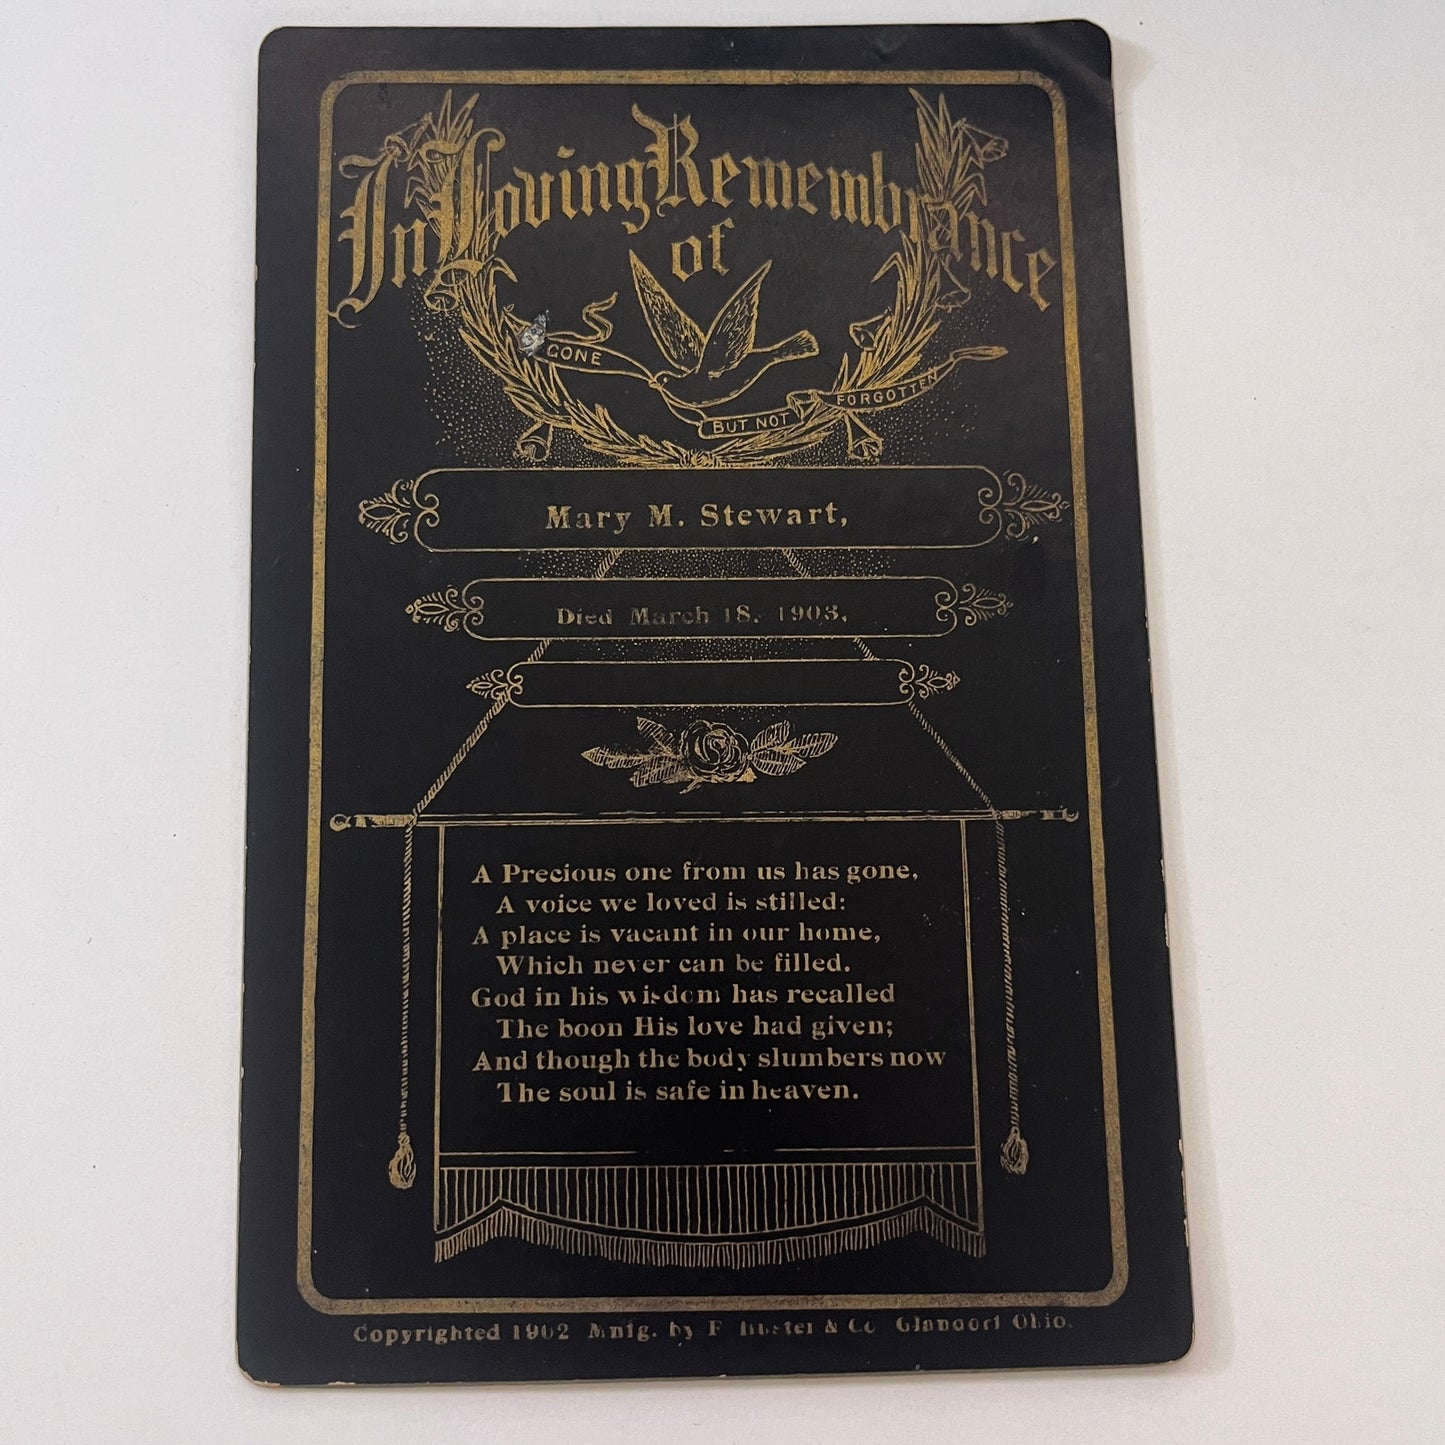 In Loving Remembrance
of
GONE
BUT NOT
FORGOTTEN
Mary M. Stewart,
Died March 18. 1903.
A Precious one from us has gone,
A voice we loved is stilled:
A place is vacant in our home,
Which never can be filled.
God in his wisdom has recalled
The boon His love had given;
And though the body slumbers now
The soul is safe in heaven.
Copyrighted 1902 Mnfg. by F & Co Glandorf Ohio.